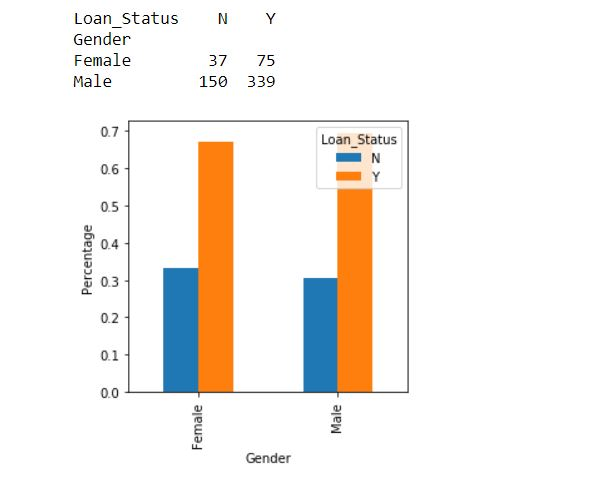 Loan_Status N Y
Gender
Female 37 75
Male 150 339
0.7
0.6
0.5
0.4
0.3
0.2
0.1
0.0
Percentage
Loan_Status
N
Y
Female
Male
Gender